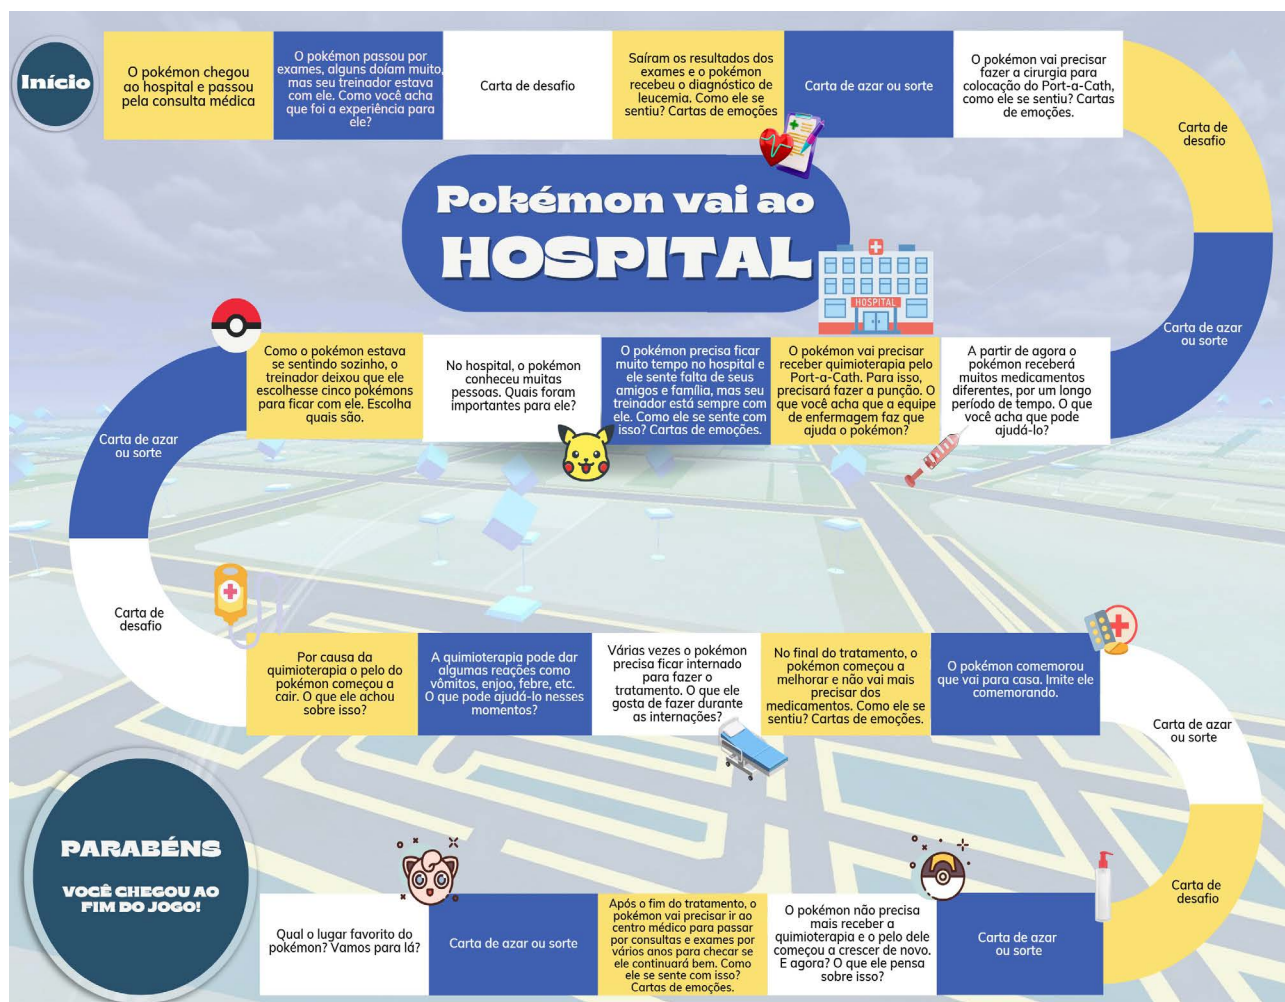 Início
O pokémon chegou
ao hospital e passou
pela consulta médica
O pokémon passou por
exames, alguns doíam muito,
mas seu treinador estava
com ele. Como você acha
que foi a experiência para
ele?
Carta de desafio
Saíram os resultados dos
exames e o pokémon
recebeu o diagnóstico de
leucemia. Como ele se
sentiu? Cartas de emoções
Carta de azar ou sorte
O pokémon vai precisar
fazer a cirurgia para
colocação do Port-a-Cath,
como ele se sentiu? Cartas
de emoções.
Carta de
desafio
Pokémon vai ao
HOSPITAL
HOSPITAL
Carta de azar
ou sorte
A partir de agora o
pokémon receberá
muitos medicamentos
diferentes, por um longo
período de tempo. O que
você acha que pode
ajudá-lo?
O pokémon vai precisar
receber quimioterapia pelo
Port-a-Cath. Para isso,
precisará fazer a punção. O
que você acha que a equipe
de enfermagem faz que
ajuda o pokémon?
O pokémon precisa ficar
muito tempo no hospital e
ele sente falta de seus
amigos e família, mas seu
treinador está sempre com
ele. Como ele se sente com
isso? Cartas de emoções.
No hospital, o pokémon
conheceu muitas
pessoas. Quais foram
importantes para ele?
Como o pokémon estava
se sentindo sozinho, o
treinador deixou que ele
escolhesse cinco pokémons
para ficar com ele. Escolha
quais são.
Carta de azar
ou sorte
Carta de
desafio
Por causa da
quimioterapia o pelo do
pokémon começou a
cair. O que ele achou
sobre isso?
A quimioterapia pode dar
algumas reações como
vômitos, enjoo, febre, etc.
O que pode ajudá-lo nesses
momentos?
Várias vezes o pokémon
precisa ficar internado
para fazer o
tratamento. O que ele
gosta de fazer durante
as internações?
No final do tratamento, o
pokémon começou a
melhorar e não vai mais
precisar dos
medicamentos. Como ele se
sentiu? Cartas de emoções.
O pokémon comemorou
que vai para casa. Imite ele
comemorando.
Carta de azar
ou sorte
Carta de
desafio
Carta de azar
ou sorte
O pokémon não precisa
mais receber a
quimioterapia e o pelo dele
começou a crescer de novo.
E agora? O que ele pensa
sobre isso?
Após o fim do tratamento, o
pokémon vai precisar ir ao
centro médico para passar
por consultas e exames por
vários anos para checar se
ele continuará bem. Como
ele se sente com isso?
Cartas de emoções.
Carta de azar ou sorte
Qual o lugar favorito do
pokémon? Vamos para lá?
PARABÉNS
VOCÊ CHEGOU AO
FIM DO JOGO!